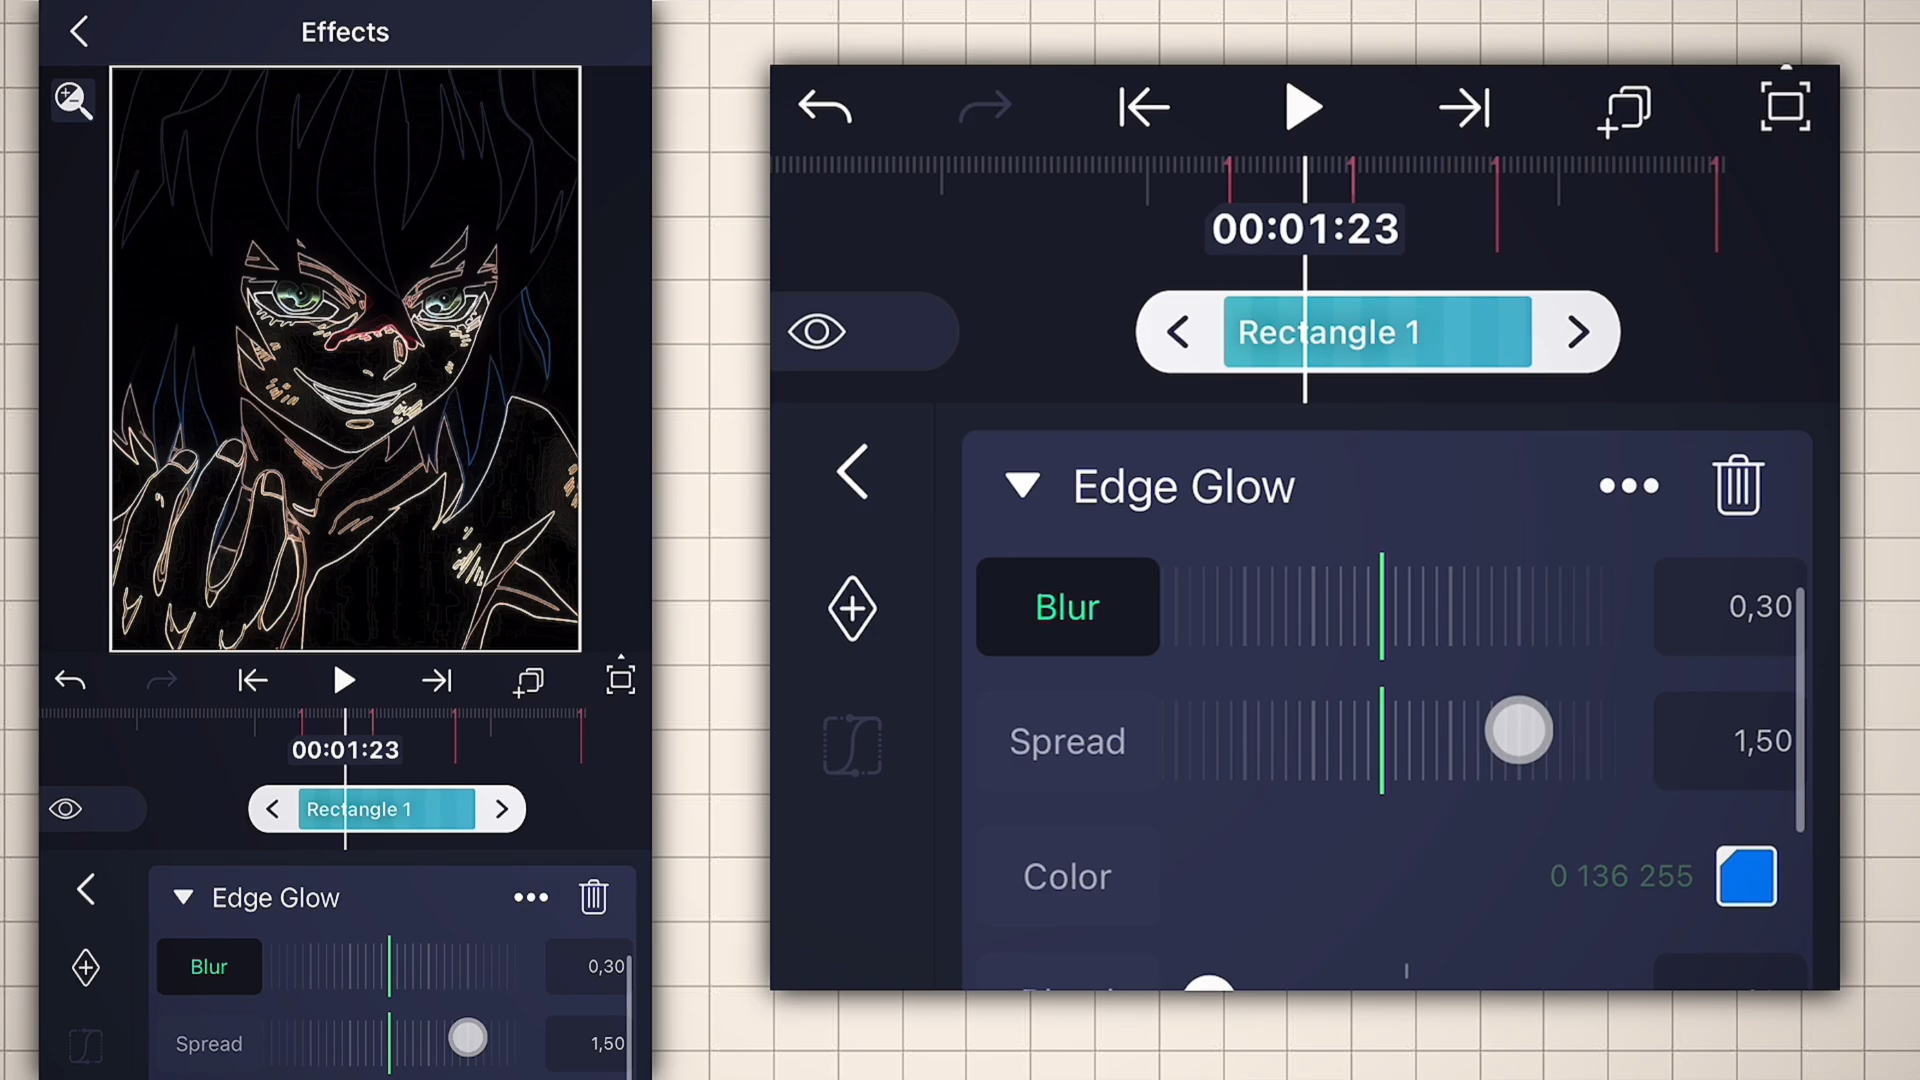 Effects
00:01:23
Rectangle 1
Edge Glow
Blur
0,30
Spread
1,50
00:01:23
Rectangle 1
Edge Glow
Blur
0,30
Spread
1,50
Color
0 136 255